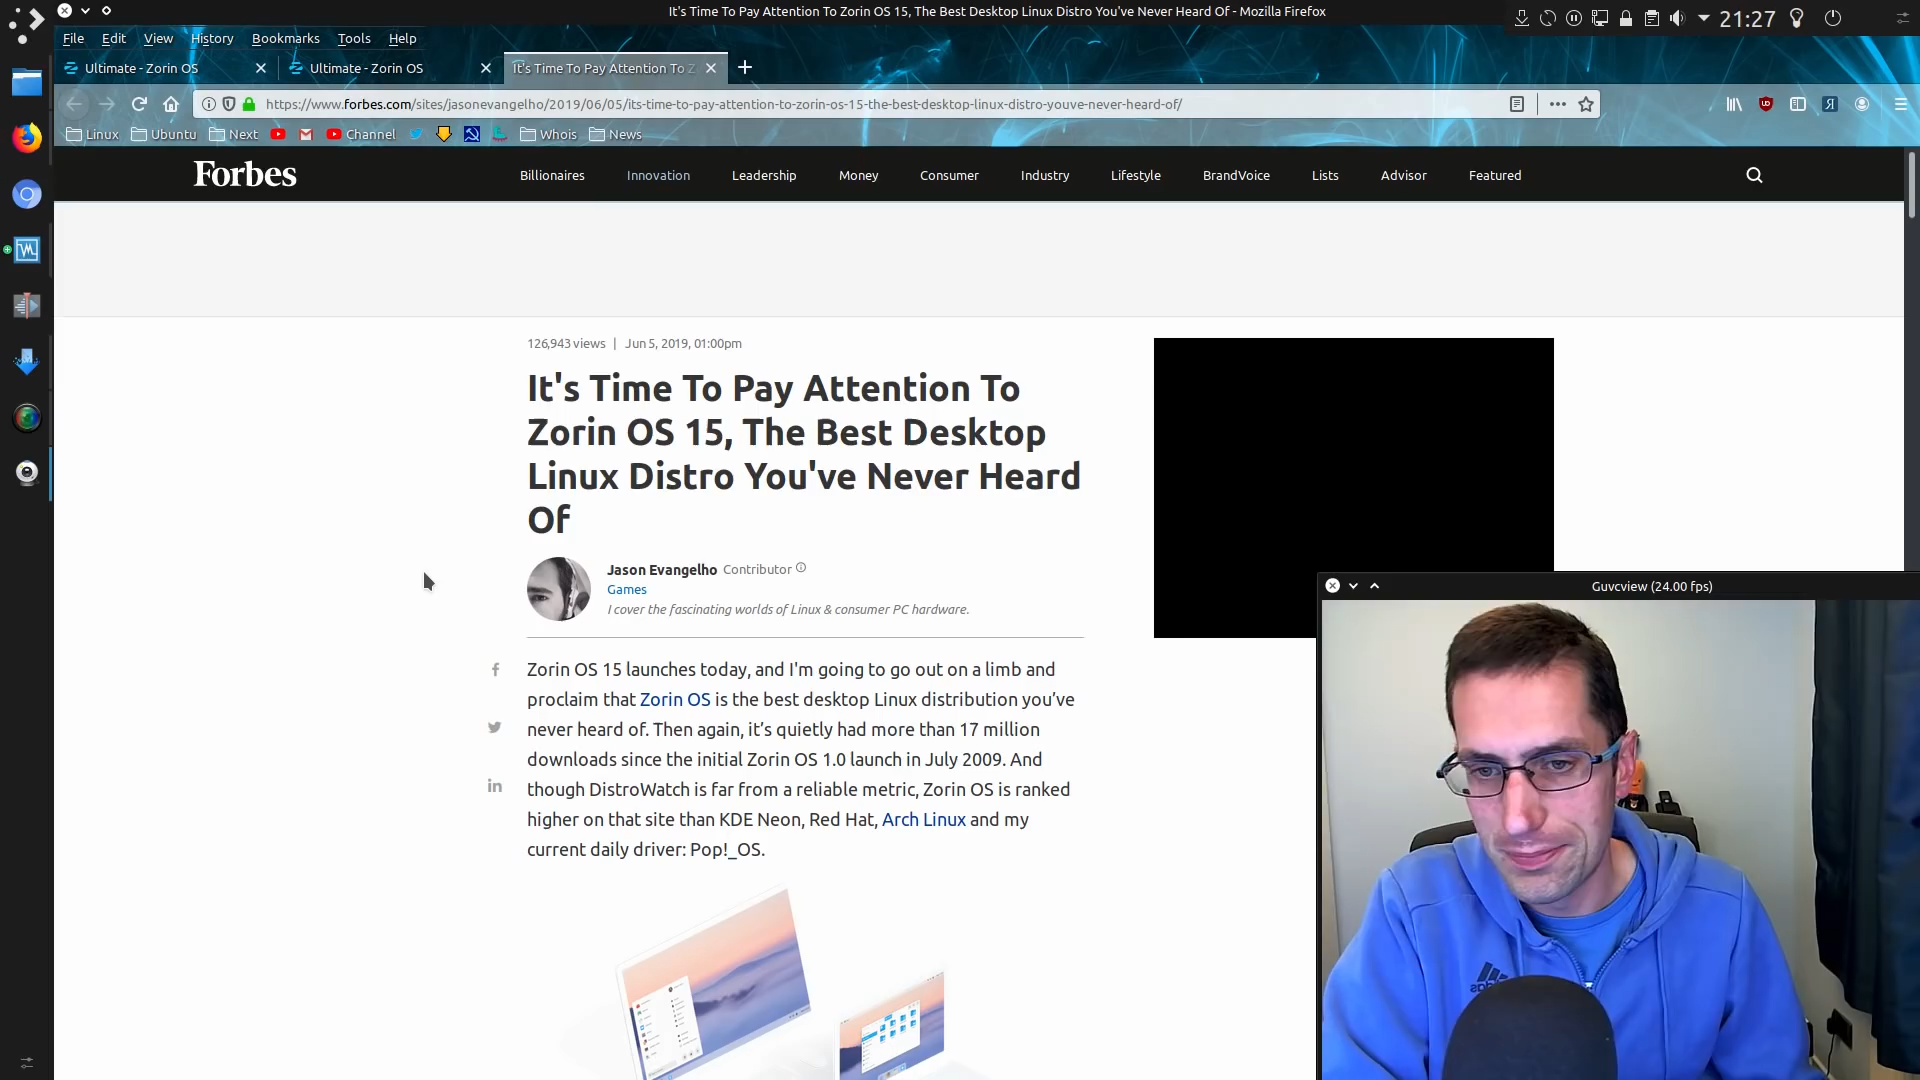 It's Time To Pay Attention To Zorin OS 15, The Best Desktop Linux Distro You've Never Heard Of - Mozilla Firefox
21:27
File Edit View History Bookmarks Tools Help
Ultimate - Zorin OS
Ultimate - Zorin OS
It's Time To Pay Attention To Z
https://www.forbes.com/sites/jasonevangelho/2019/06/05/its-time-to-pay-attention-to-zorin-os-15-the-best-desktop-linux-distro-youve-never-heard-of/
Linux Ubuntu Next Channel Whois News
Forbes
Billionaires Innovation Leadership Money Consumer Industry Lifestyle BrandVoice Lists Advisor Featured
126,943 views | Jun 5, 2019, 01:00pm
It's Time To Pay Attention To
Zorin OS 15, The Best Desktop
Linux Distro You've Never Heard
Of
Jason Evangelho Contributor
Games
I cover the fascinating worlds of Linux & consumer PC hardware.
Zorin OS 15 launches today, and I'm going to go out on a limb and
proclaim that Zorin OS is the best desktop Linux distribution you’ve
never heard of. Then again, it’s quietly had more than 17 million
downloads since the initial Zorin OS 1.0 launch in July 2009. And
though DistroWatch is far from a reliable metric, Zorin OS is ranked
higher on that site than KDE Neon, Red Hat, Arch Linux and my
current daily driver: Pop!_OS.
Guvcview (24.00 fps)
adidas